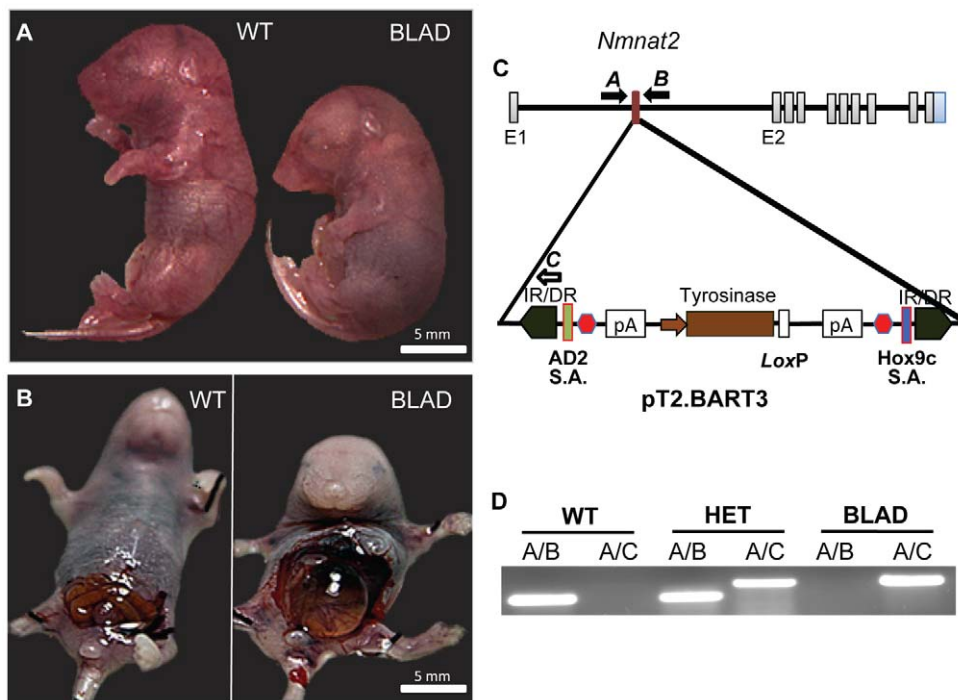 A
WT
BLAD
5 mm
B
WT
BLAD
5 mm
C
Nmnat2
A
B
E1
E2
C
IR/DR
Tyrosinase
IR/DR
pA
pA
AD2
S.A.
LoxP
Hox9c
S.A.
pT2.BART3
D
WT
HET
BLAD
A/B A/C A/B A/C A/B A/C